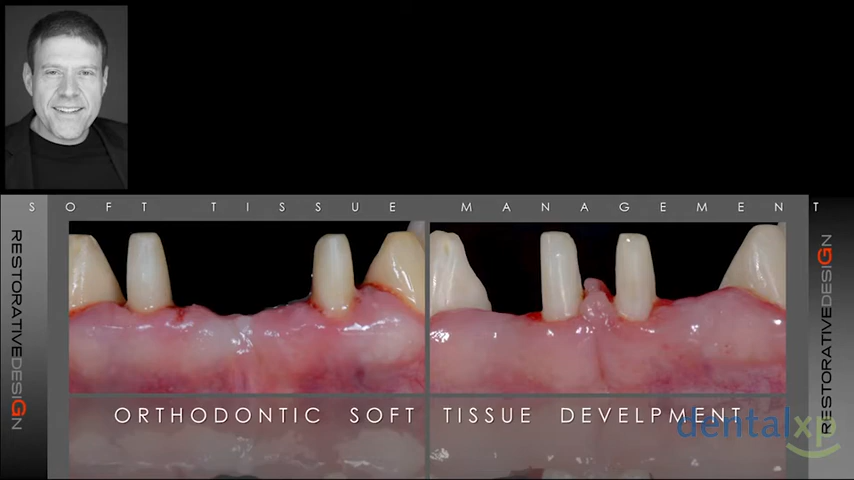 SOFT TISSUE MANAGEMENT
RESTORATIVEDESIGN
RESTORATIVEDESIGN
ORTHODONTIC SOFT TISSUE DEVELPMENT
dentalxp